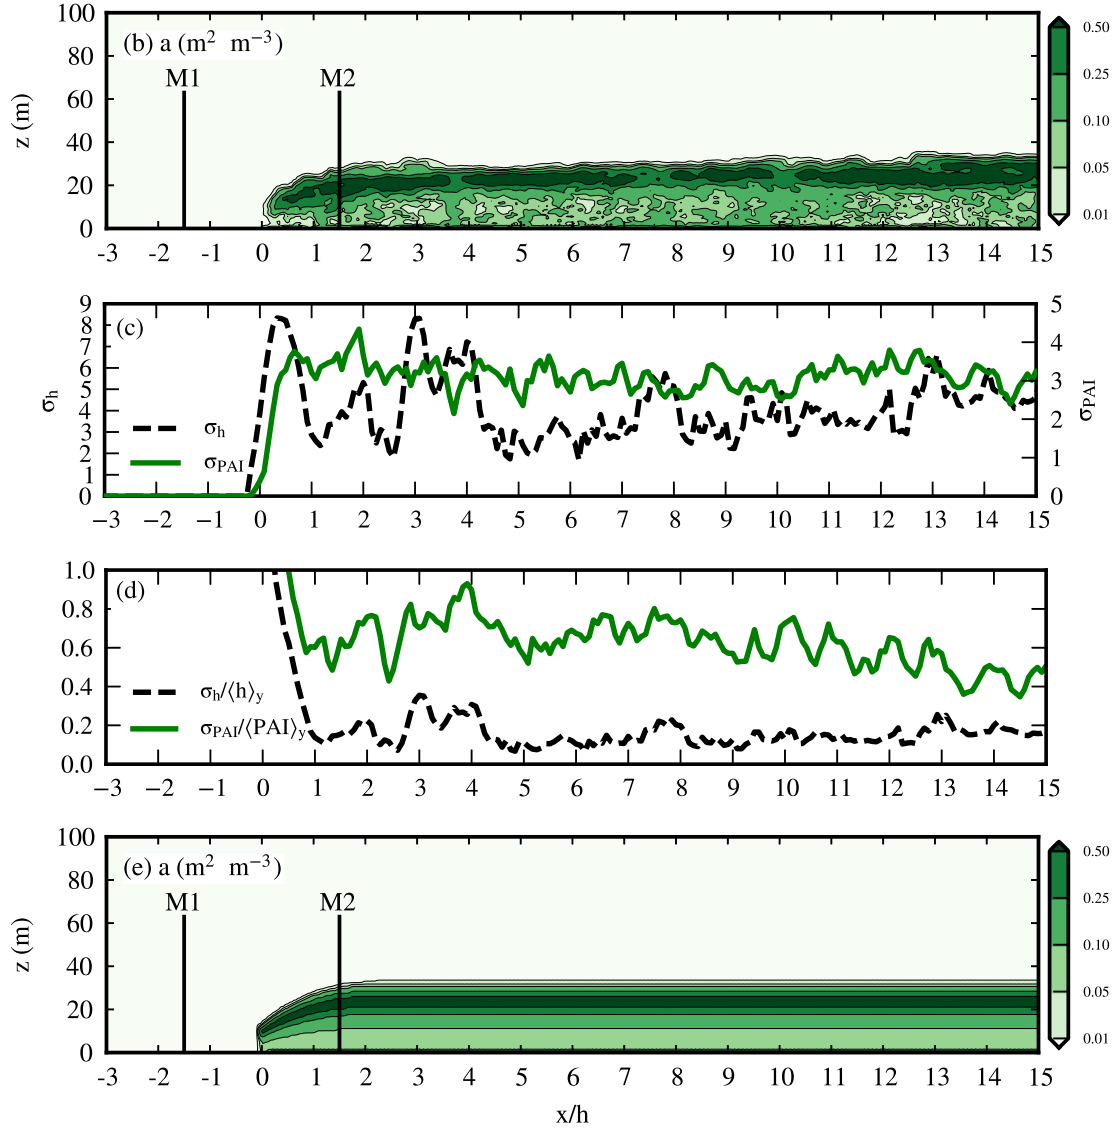 100
80
60
40
20
0
z (m)
(b) a (m² m⁻³)
M1 M2
-3 -2 -1 0 1 2 3 4 5 6 7 8 9 10 11 12 13 14 15
0.50
0.25
0.10
0.05
0.01
9
8
7
6
5
4
3
2
1
0
σh
(c)
σh
σPAI
5
4
3
2
1
0
σPAI
−3 −2 −1 0 1 2 3 4 5 6 7 8 9 10 11 12 13 14 15
1.0
0.8
0.6
0.4
0.2
0.0
(d)
σh/⟨h⟩y
σPAI/⟨PAI⟩y
−3 −2 −1 0 1 2 3 4 5 6 7 8 9 10 11 12 13 14 15
100
80
60
40
20
0
z (m)
(e) a (m² m⁻³)
M1 M2
-3 -2 -1 0 1 2 3 4 5 6 7 8 9 10 11 12 13 14 15
x/h
0.50
0.25
0.10
0.05
0.01